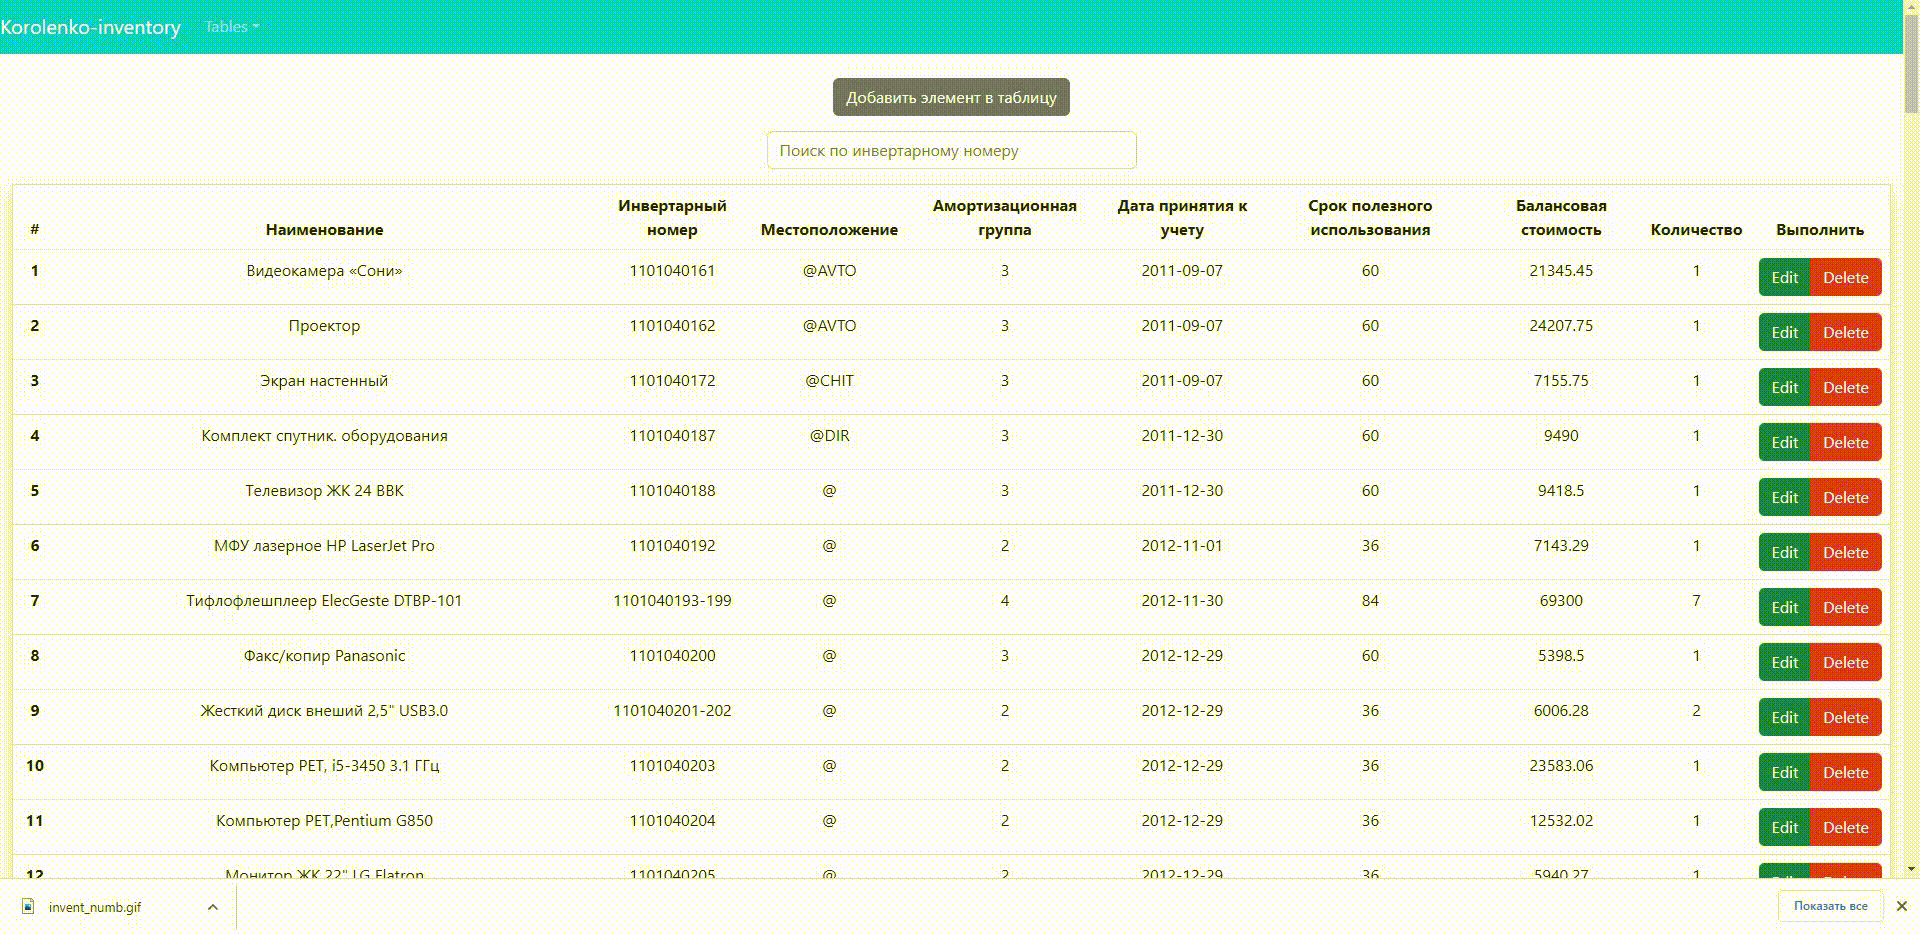 Korolenko-inventory Tables
Добавить элемент в таблицу
Поиск по инвертарному номеру
# Наименование Инвертарный номер Местоположение Амортизационная группа Дата принятия к учету Срок полезного использования Балансовая стоимость Количество Выполнить
1 Видеокамера «Сони» 1101040161 @AVTO 3 2011-09-07 60 21345.45 1 Edit Delete
2 Проектор 1101040162 @AVTO 3 2011-09-07 60 24207.75 1 Edit Delete
3 Экран настенный 1101040172 @CHIT 3 2011-09-07 60 7155.75 1 Edit Delete
4 Комплект спутник. оборудования 1101040187 @DIR 3 2011-12-30 60 9490 1 Edit Delete
5 Телевизор ЖК 24 BBK 1101040188 @ 3 2011-12-30 60 9418.5 1 Edit Delete
6 МФУ лазерное HP LaserJet Pro 1101040192 @ 2 2012-11-01 36 7143.29 1 Edit Delete
7 Тифлофлешплеер ElecGeste DTBP-101 1101040193-199 @ 4 2012-11-30 84 69300 7 Edit Delete
8 Факс/копир Panasonic 1101040200 @ 3 2012-12-29 60 5398.5 1 Edit Delete
9 Жесткий диск внеший 2,5" USB3.0 1101040201-202 @ 2 2012-12-29 36 6006.28 2 Edit Delete
10 Компьютер РЕТ, i5-3450 3.1 ГГц 1101040203 @ 2 2012-12-29 36 23583.06 1 Edit Delete
11 Компьютер РЕТ,Pentium G850 1101040204 @ 2 2012-12-29 36 12532.02 1 Edit Delete
12 Монитор ЖК 22" LG Flatron 1101040205 @ 2 2012-12-29 36 5940.27 1
invent_numb.gif Показать все